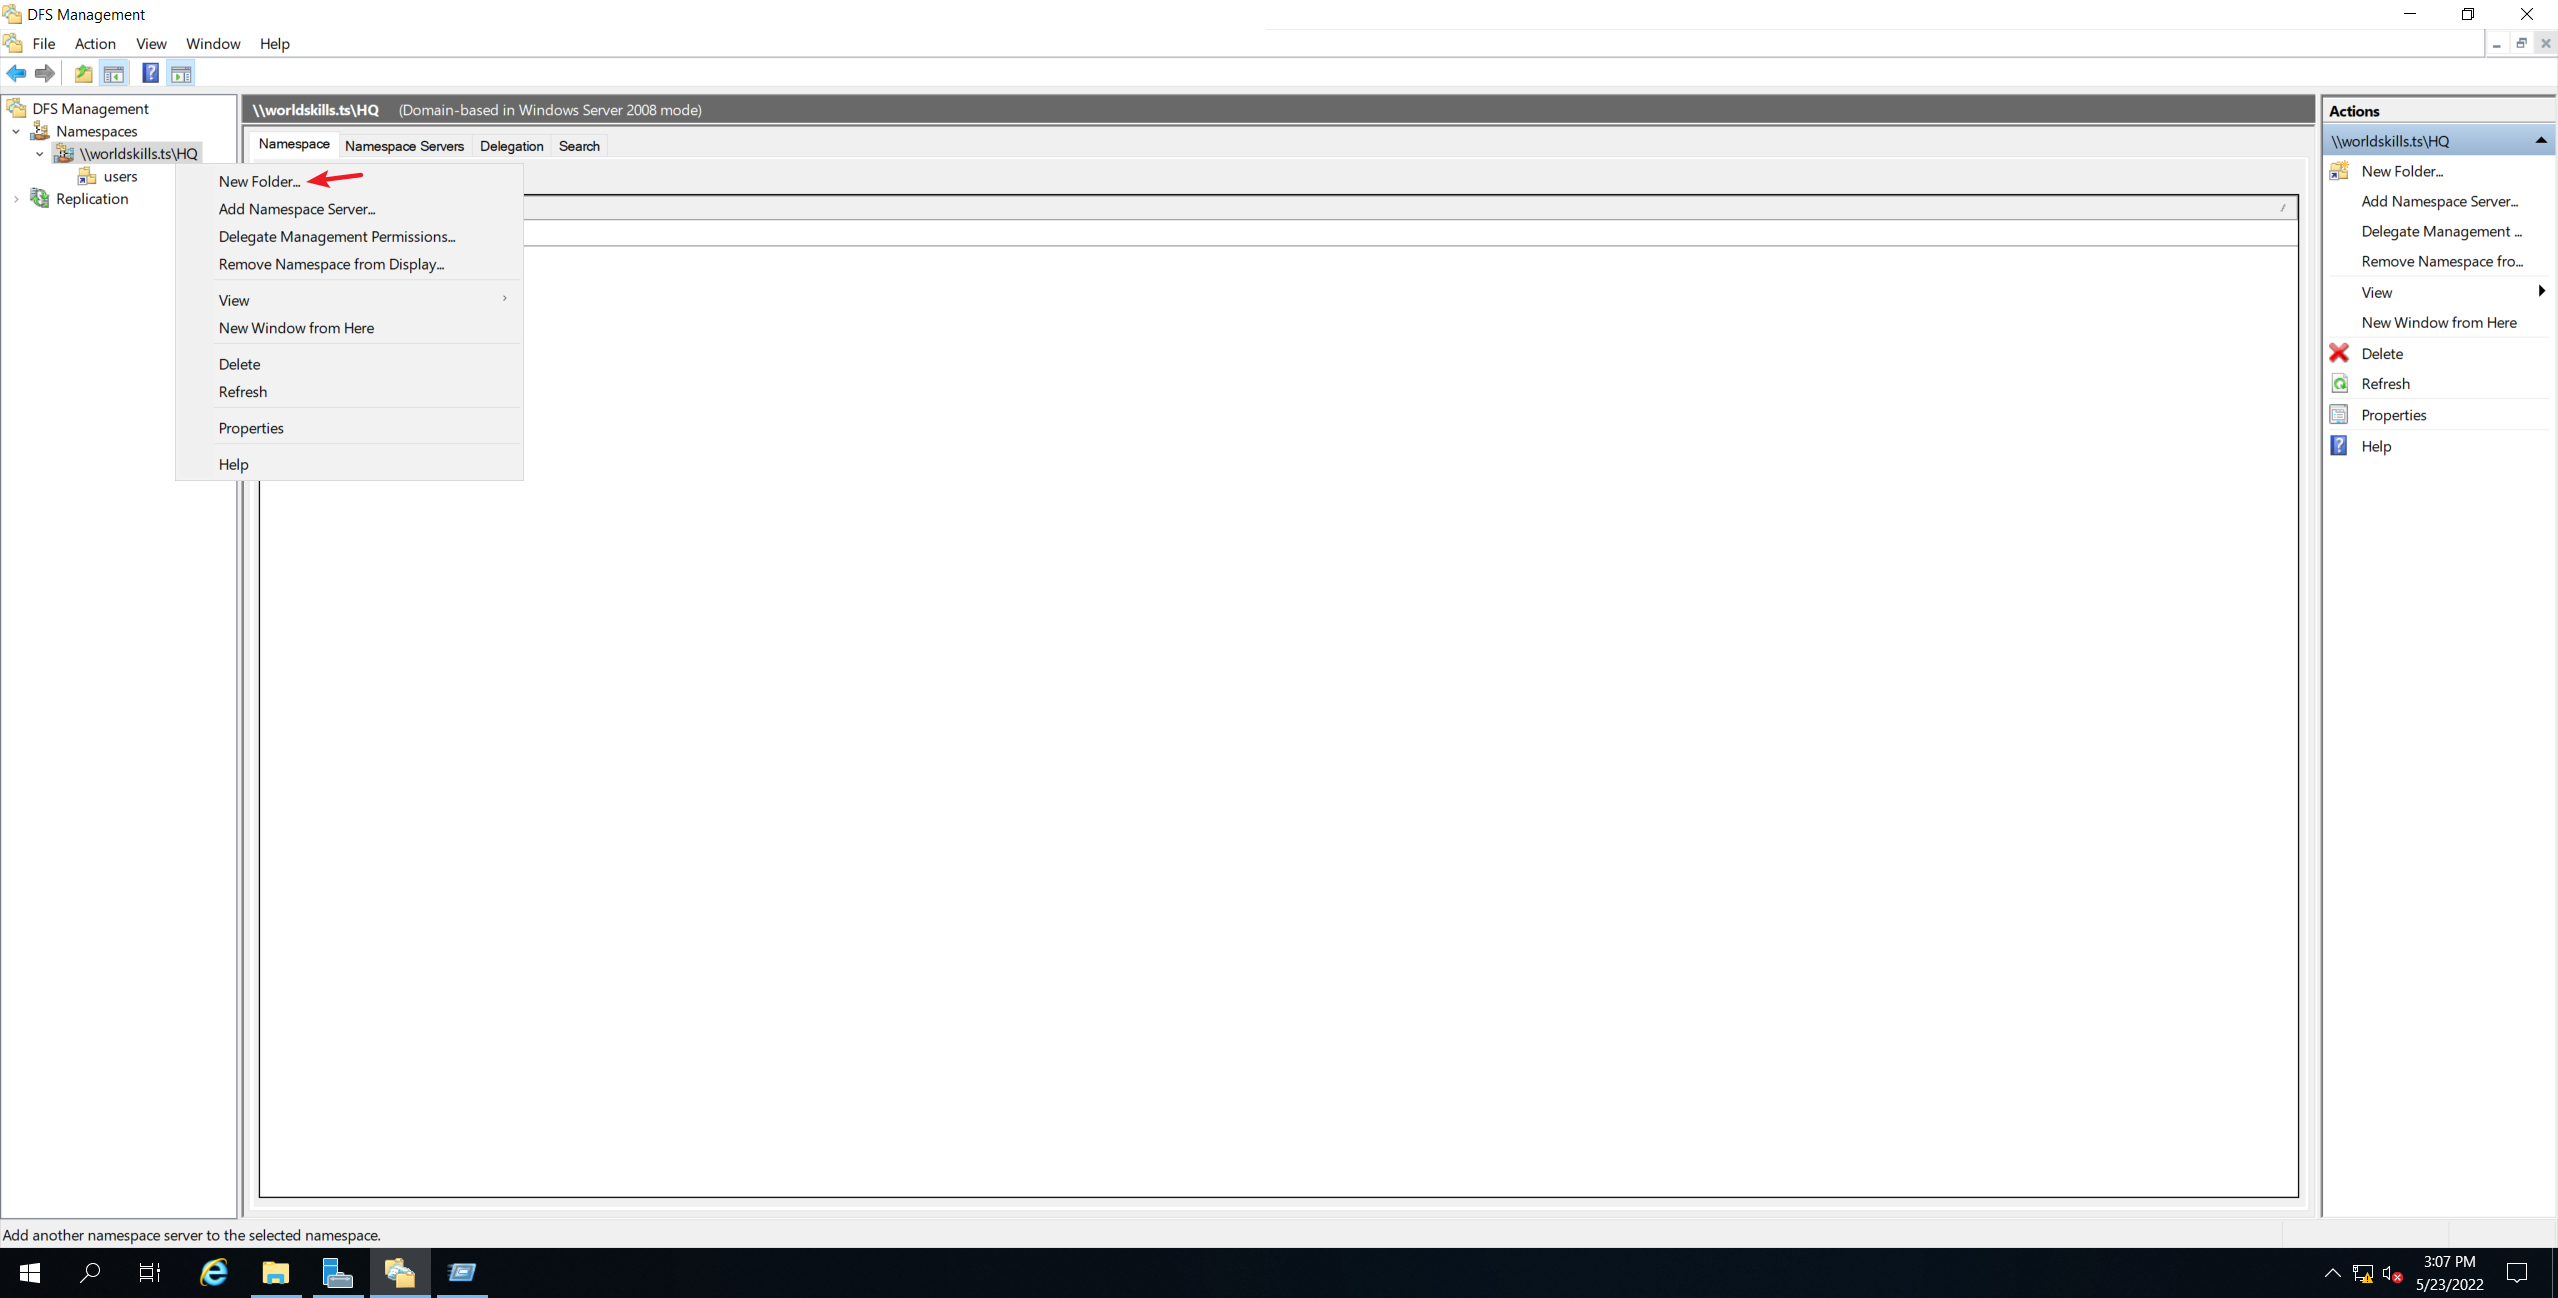 DFS Management
File Action View Window Help
DFS Management
Namespaces
\\worldskills.ts\HQ
users
Replication
\\worldskills.ts\HQ (Domain-based in Windows Server 2008 mode)
Namespace Namespace Servers Delegation Search
New Folder...
Add Namespace Server...
Delegate Management Permissions...
Remove Namespace from Display...
View
New Window from Here
Delete
Refresh
Properties
Help
Actions
\\worldskills.ts\HQ
New Folder...
Add Namespace Server...
Delegate Management ...
Remove Namespace fro...
View
New Window from Here
Delete
Refresh
Properties
Help
Add another namespace server to the selected namespace.
3:07 PM
5/23/2022